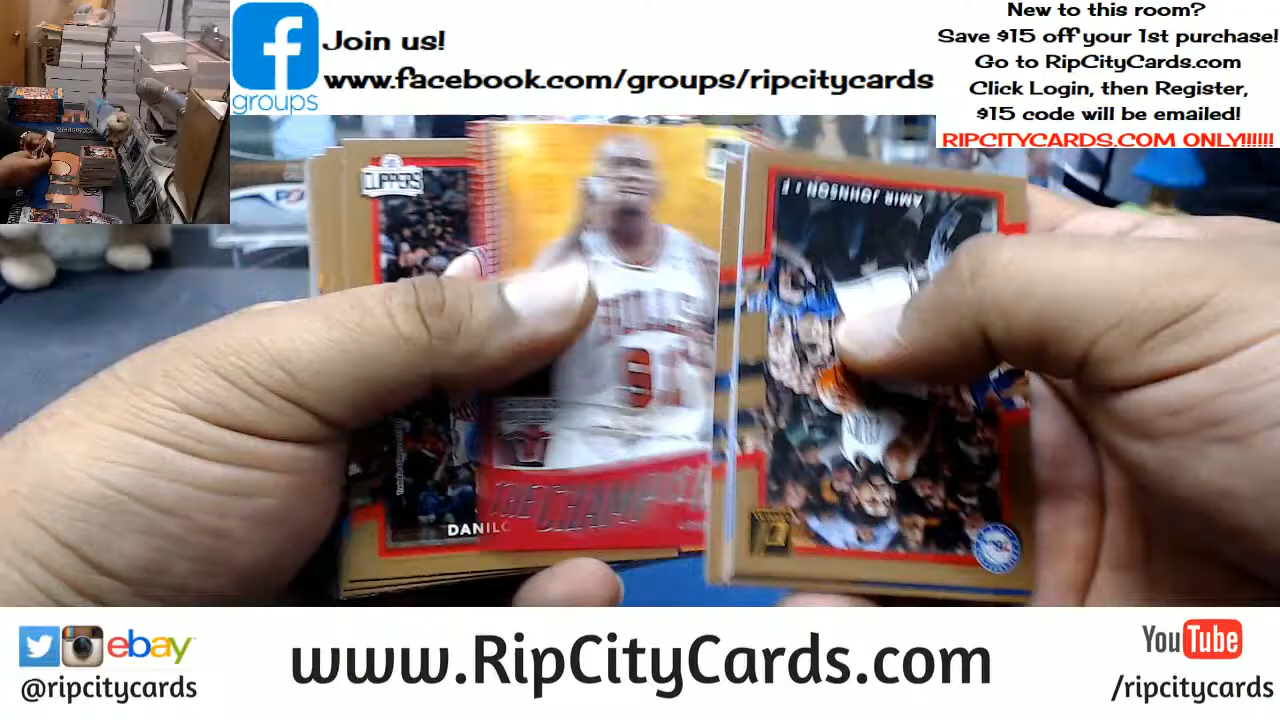 Join us!
www.facebook.com/groups/ripcitycards
groups
New to this room?
Save $15 off your 1st purchase!
Go to RipCityCards.com
Click Login, then Register,
$15 code will be emailed!
RIPCITYCARDS.COM ONLY!!!!!!
CLIPPERS
AMIR JOHNSON
DANILO
THE CHAMP
ebay
@ripcitycards
www.RipCityCards.com
YouTube
/ripcitycards